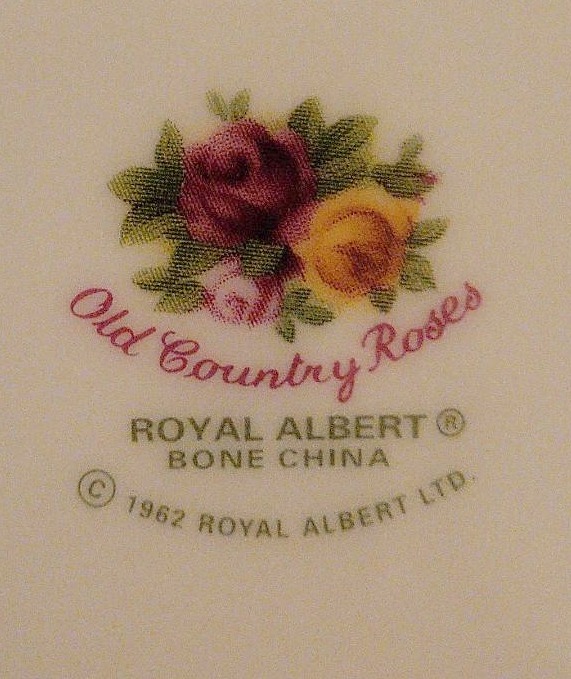 Old Country Roses
ROYAL ALBERT ®
BONE CHINA
© 1962 ROYAL ALBERT LTD.